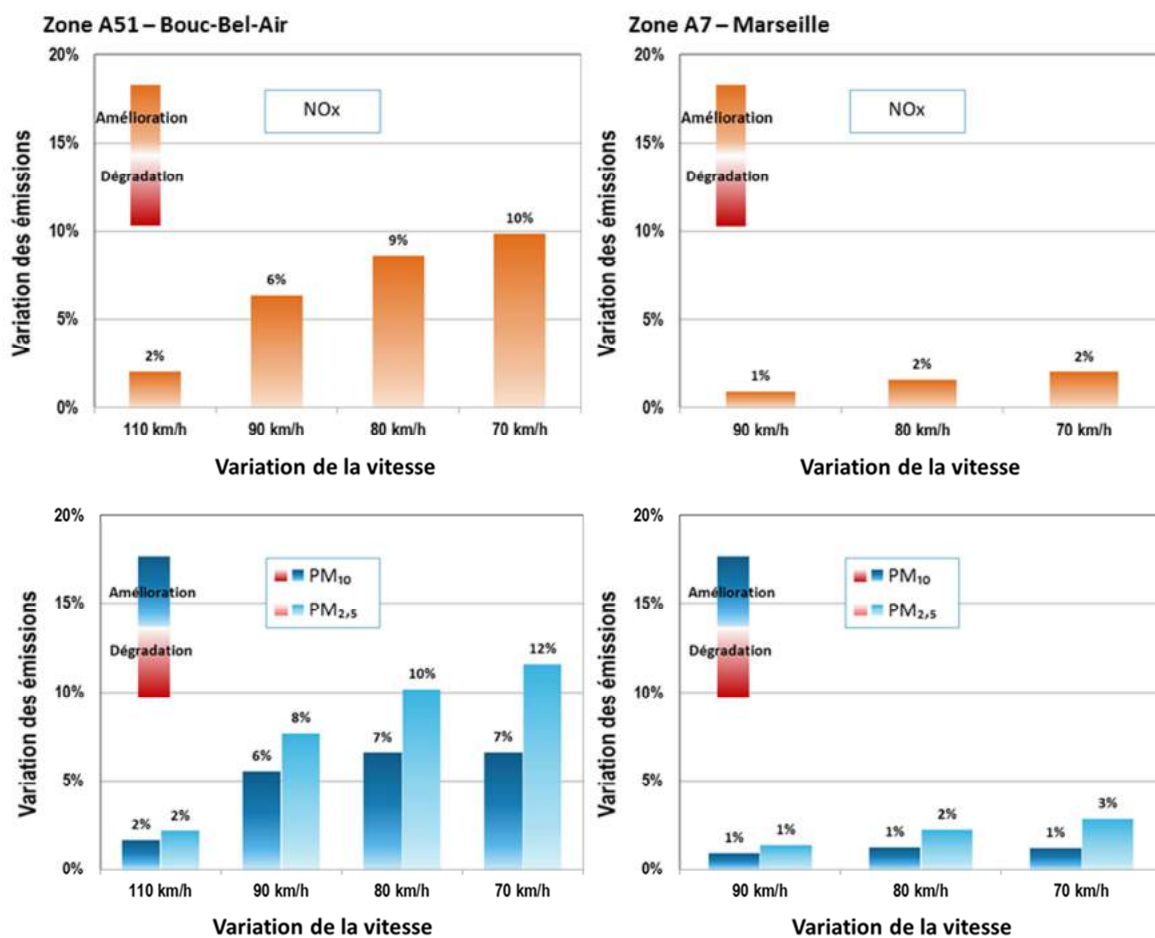 Zone A51 – Bouc-Bel-Air
20%
15%
10%
5%
0%
Variation des émissions
Amélioration
Dégradation
NOx
2%
6%
9%
10%
110 km/h
90 km/h
80 km/h
70 km/h
Variation de la vitesse
Zone A7 – Marseille
20%
15%
10%
5%
0%
Variation des émissions
Amélioration
Dégradation
NOx
1%
2%
2%
90 km/h
80 km/h
70 km/h
Variation de la vitesse
20%
15%
10%
5%
0%
Variation des émissions
Amélioration
Dégradation
PM₁₀
PM₂,₅
2%
2%
6%
8%
7%
10%
7%
12%
110 km/h
90 km/h
80 km/h
70 km/h
Variation de la vitesse
20%
15%
10%
5%
0%
Variation des émissions
Amélioration
Dégradation
PM₁₀
PM₂,₅
1%
1%
1%
2%
1%
3%
90 km/h
80 km/h
70 km/h
Variation de la vitesse